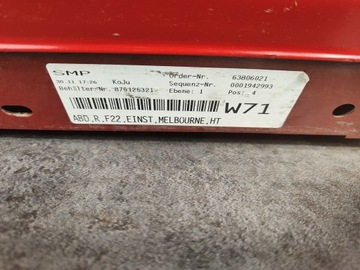 SMP
30.11 17:26 KoJu Order-Nr. 63806021
Sequenz-Nr. 0001942993
Behälter-Nr. 876126321 Ebene: 1 Pos: 4
W71
ABD,R,F22,EINST,MELBOURNE,HT